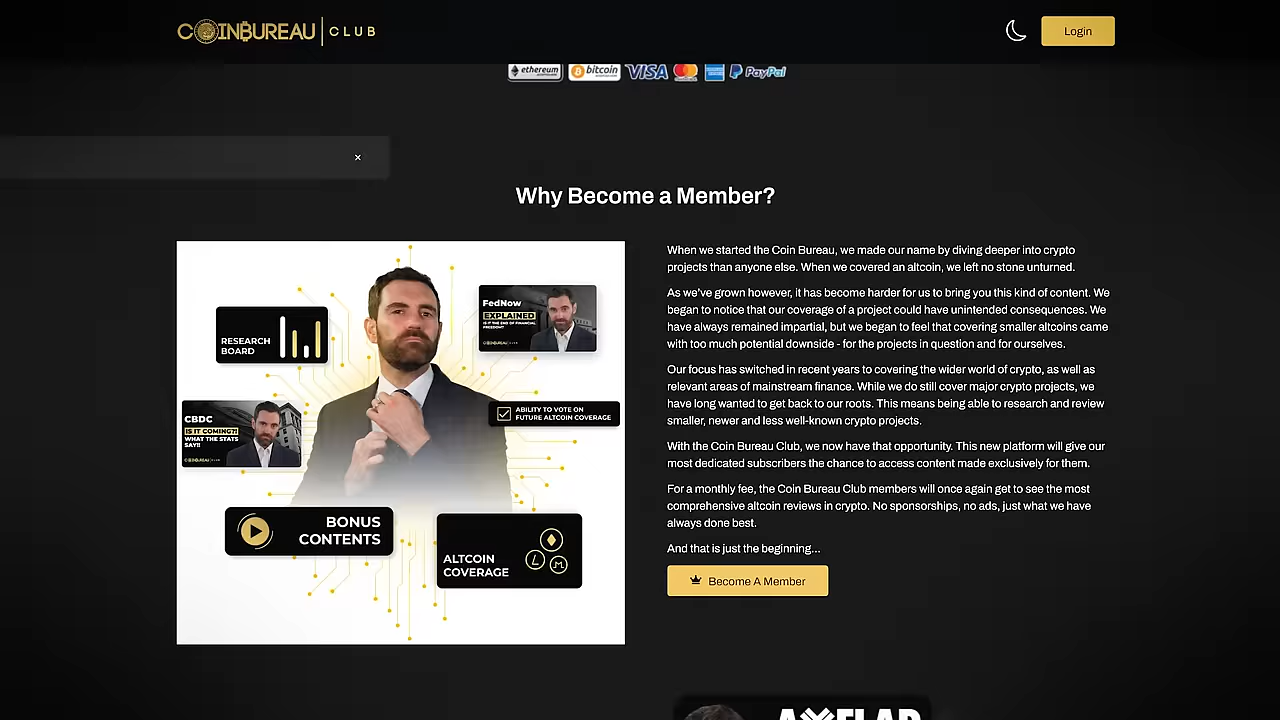 COINBUREAU | CLUB
Login
ethereum bitcoin VISA PayPal
×
Why Become a Member?
When we started the Coin Bureau, we made our name by diving deeper into crypto
projects than anyone else. When we covered an altcoin, we left no stone unturned.
As we've grown however, it has become harder for us to bring you this kind of content. We
began to notice that our coverage of a project could have unintended consequences. We
have always remained impartial, but we began to feel that covering smaller altcoins came
with too much potential downside - for the projects in question and for ourselves.
Our focus has switched in recent years to covering the wider world of crypto, as well as
relevant areas of mainstream finance. While we do still cover major crypto projects, we
have long wanted to get back to our roots. This means being able to research and review
smaller, newer and less well-known crypto projects.
With the Coin Bureau Club, we now have that opportunity. This new platform will give our
most dedicated subscribers the chance to access content made exclusively for them.
For a monthly fee, the Coin Bureau Club members will once again get to see the most
comprehensive altcoin reviews in crypto. No sponsorships, no ads, just what we have
always done best.
And that is just the beginning...
Become A Member
RESEARCH
BOARD
FedNow
EXPLAINED
IS IT THE END OF FINANCIAL
FREEDOM?
COINBUREAU | CLUB
CBDC
IS IT COMING?!
WHAT THE STATS
SAY!!
COINBUREAU | CLUB
ABILITY TO VOTE ON
FUTURE ALTCOIN COVERAGE
BONUS
CONTENTS
ALTCOIN
COVERAGE
AXELAR